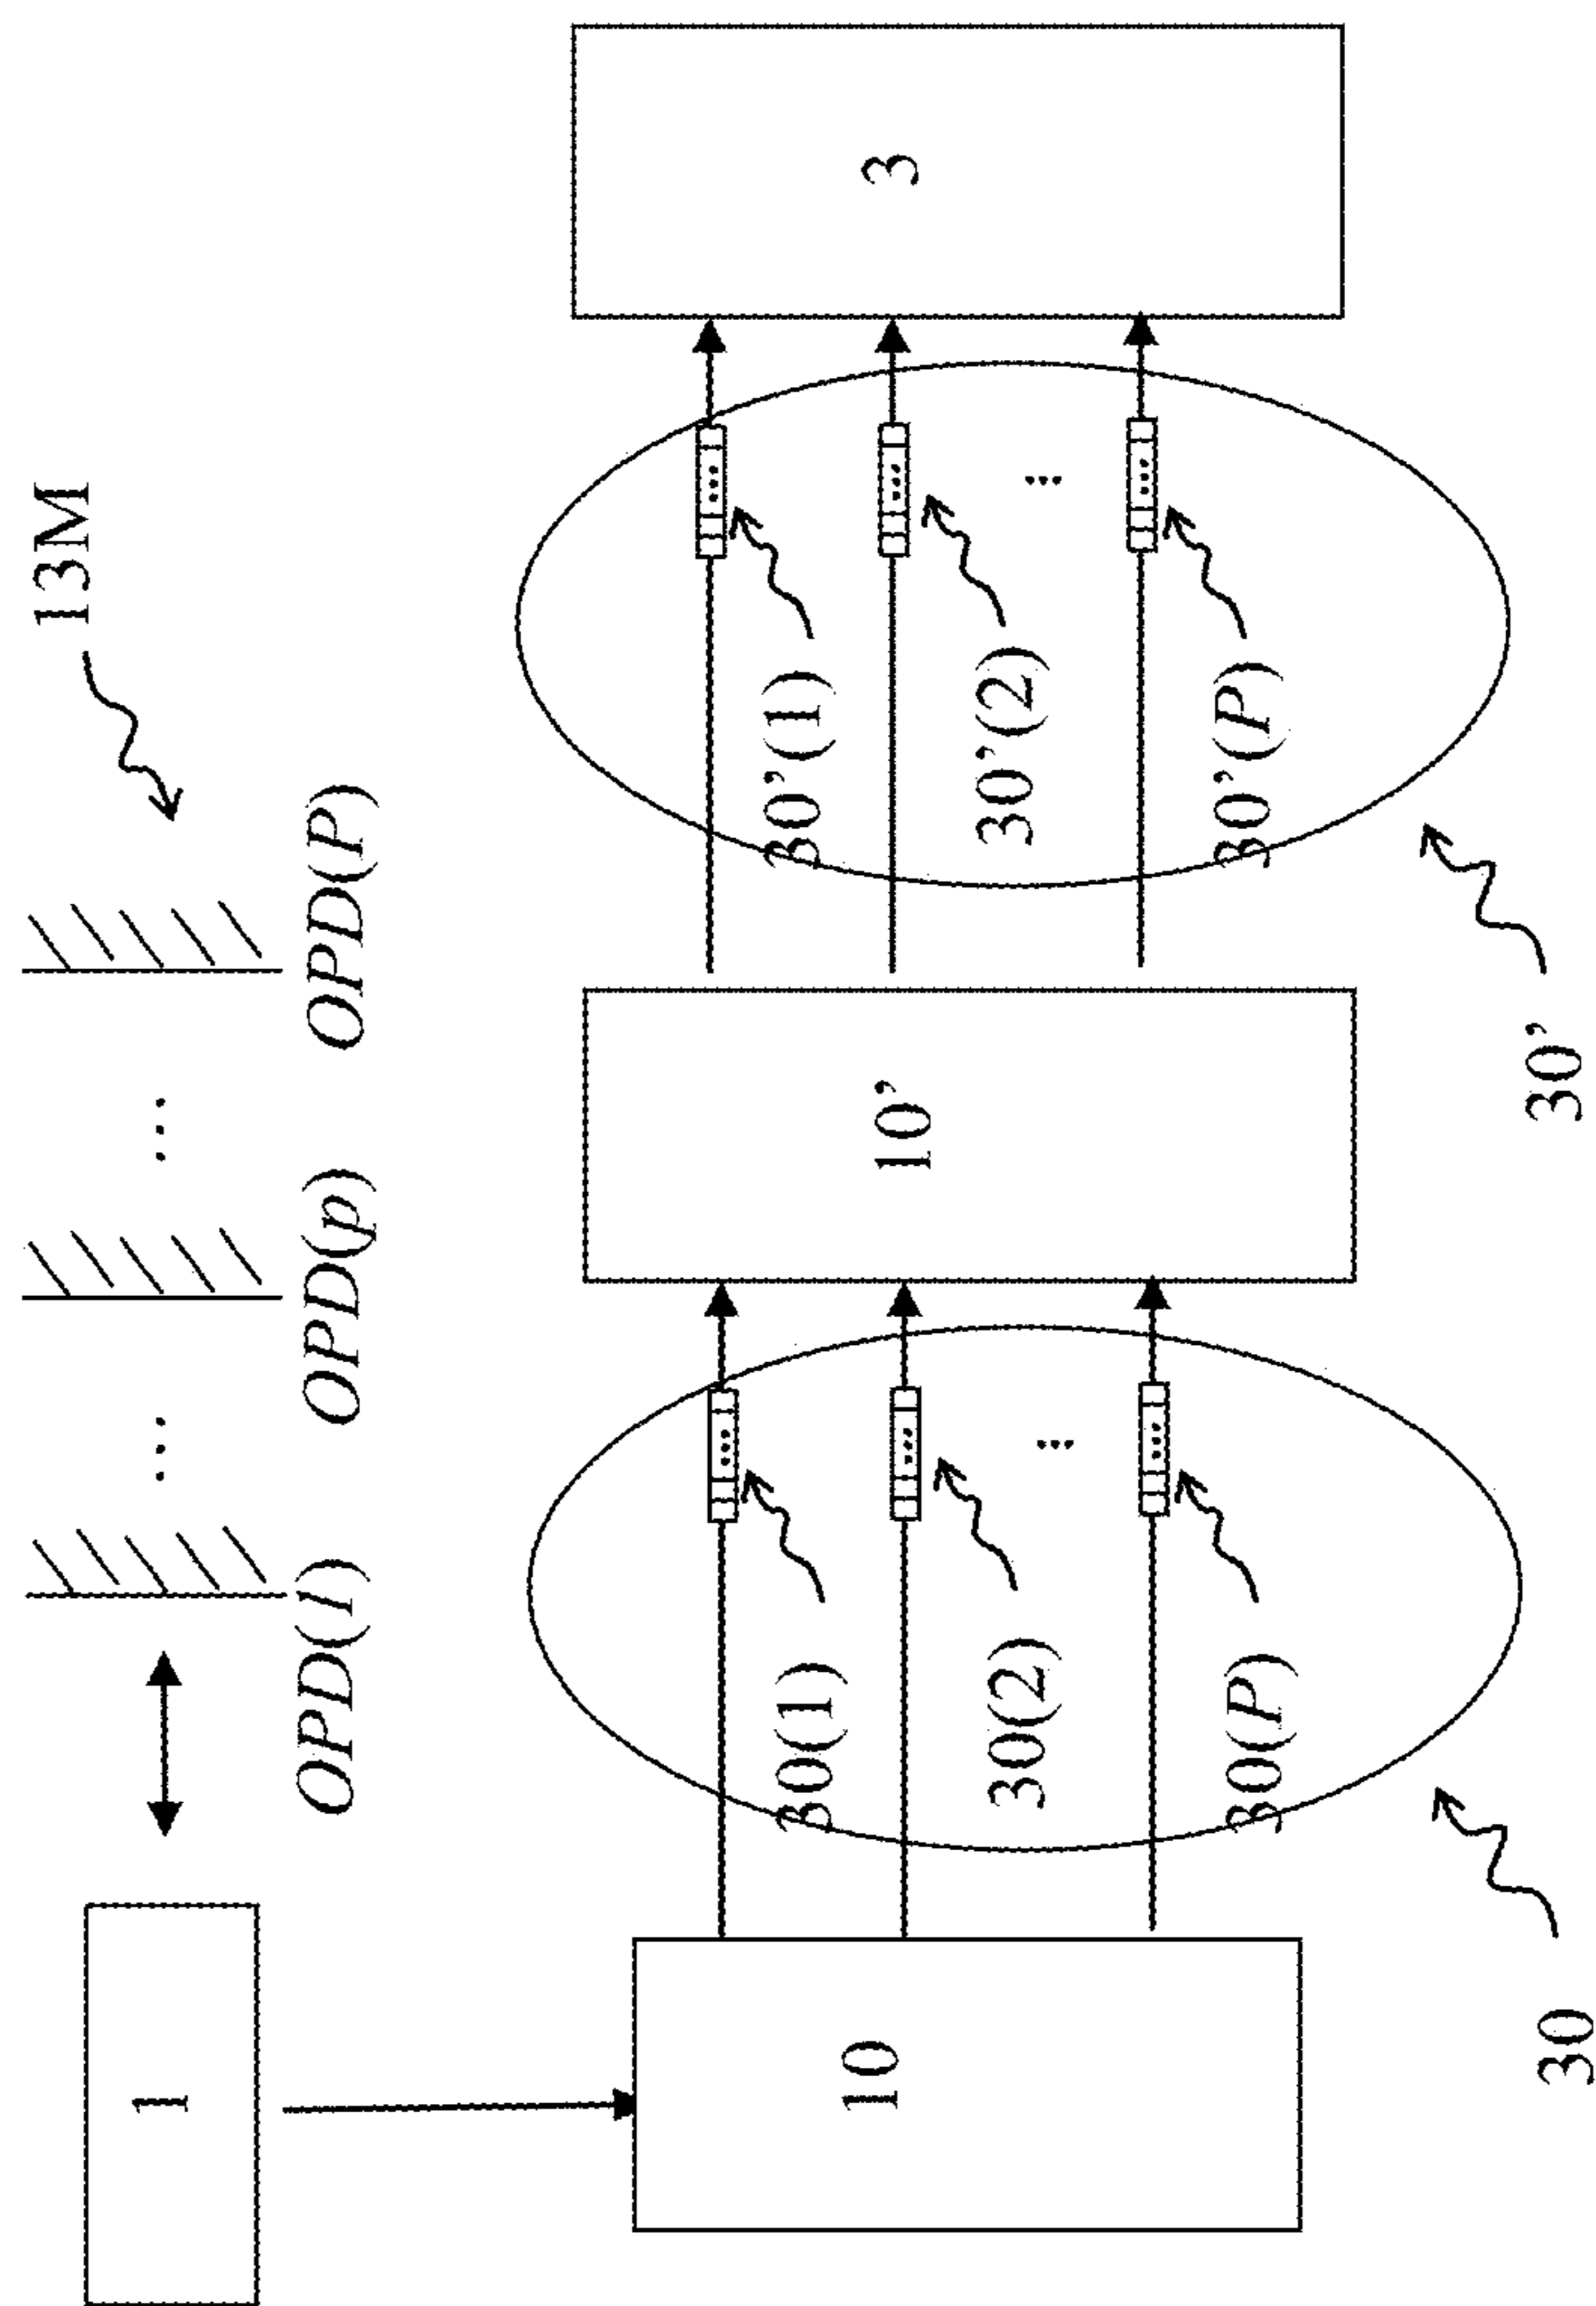 13M
1
...
...
OPD(1)
OPD(p)
OPD(P)
10
30(1)
30(2)
30(P)
...
30
10’
30’(1)
30’(2)
30’(P)
...
30’
3